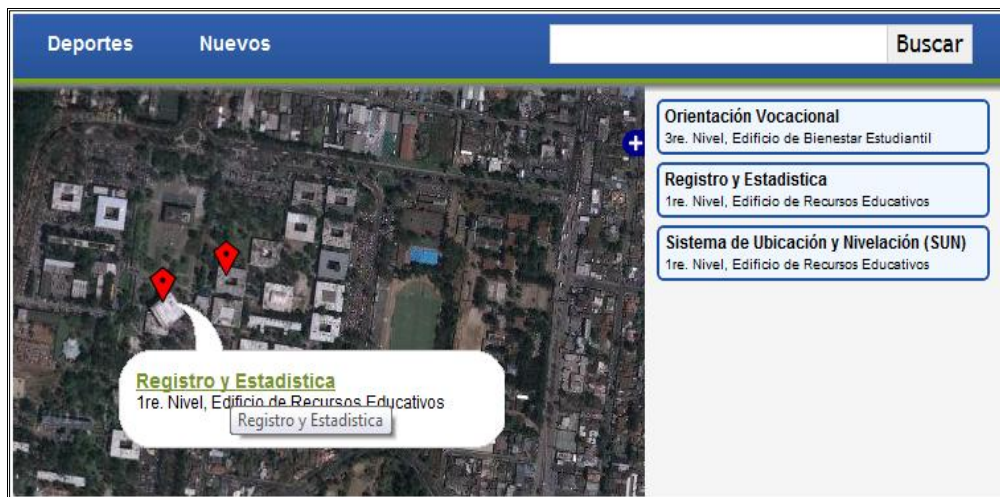 Deportes Nuevos Buscar
Orientación Vocacional
3re. Nivel, Edificio de Bienestar Estudiantil
Registro y Estadistica
1re. Nivel, Edificio de Recursos Educativos
Sistema de Ubicación y Nivelación (SUN)
1re. Nivel, Edificio de Recursos Educativos
Registro y Estadistica
1re. Nivel, Edificio de Recursos Educativos
Registro y Estadistica